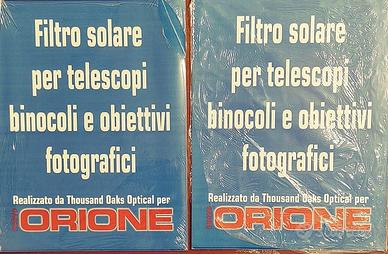 Filtro solare
per telescopi
binocoli e obiettivi
fotografici
Realizzato da Thousand Oaks Optical per
ORIONE
Filtro solare
per telescopi
binocoli e obiettivi
fotografici
Realizzato da Thousand Oaks Optical per
ORIONE